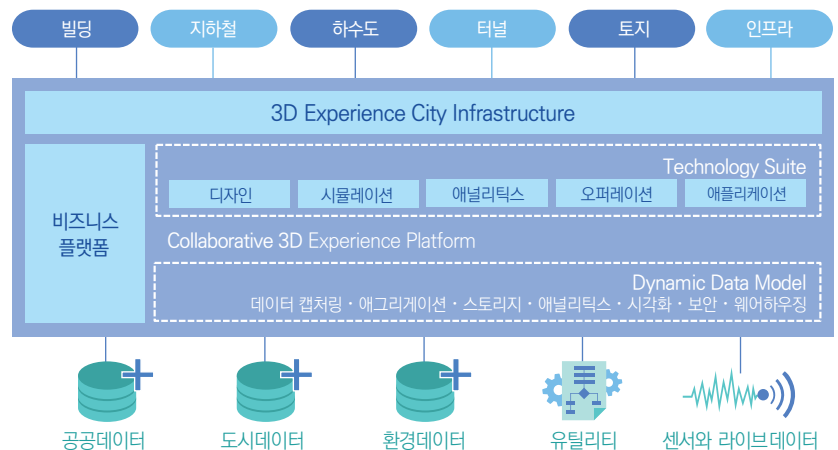 빌딩
지하철
하수도
터널
토지
인프라
3D Experience City Infrastructure
비즈니스
플랫폼
Technology Suite
디자인
시뮬레이션
애널리틱스
오퍼레이션
애플리케이션
Collaborative 3D Experience Platform
Dynamic Data Model
데이터 캡처링 · 애그리게이션 · 스토리지 · 애널리틱스 · 시각화 · 보안 · 웨어하우징
공공데이터
도시데이터
환경데이터
유틸리티
센서와 라이브데이터